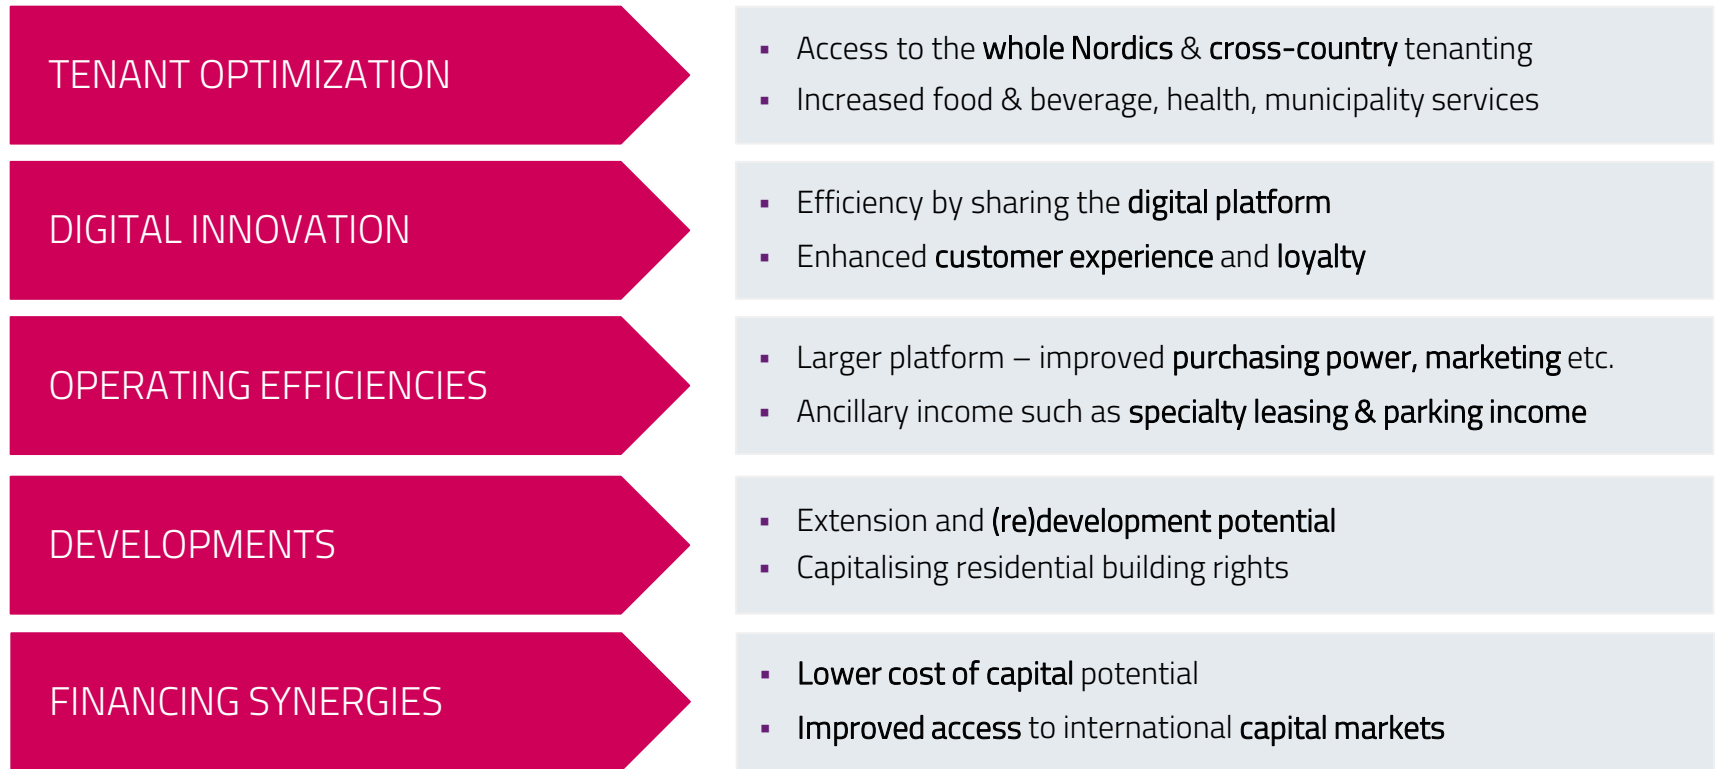 TENANT OPTIMIZATION
▪ Access to the whole Nordics & cross-country tenanting
▪ Increased food & beverage, health, municipality services
DIGITAL INNOVATION
▪ Efficiency by sharing the digital platform
▪ Enhanced customer experience and loyalty
OPERATING EFFICIENCIES
▪ Larger platform – improved purchasing power, marketing etc.
▪ Ancillary income such as specialty leasing & parking income
DEVELOPMENTS
▪ Extension and (re)development potential
▪ Capitalising residential building rights
FINANCING SYNERGIES
▪ Lower cost of capital potential
▪ Improved access to international capital markets